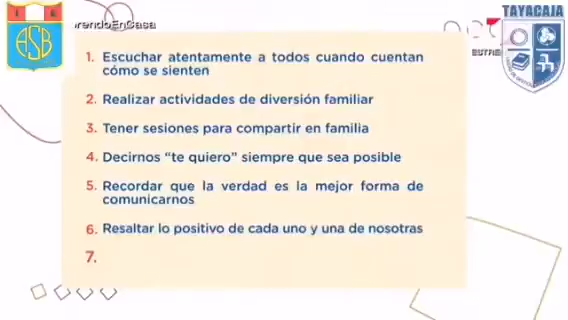 ASB
rendoEnCasa
TAYACAJA
ESTRE
1. Escuchar atentamente a todos cuando cuentan
cómo se sienten
2. Realizar actividades de diversión familiar
3. Tener sesiones para compartir en familia
4. Decirnos “te quiero” siempre que sea posible
5. Recordar que la verdad es la mejor forma de
comunicarnos
6. Resaltar lo positivo de cada uno y una de nosotras
7.